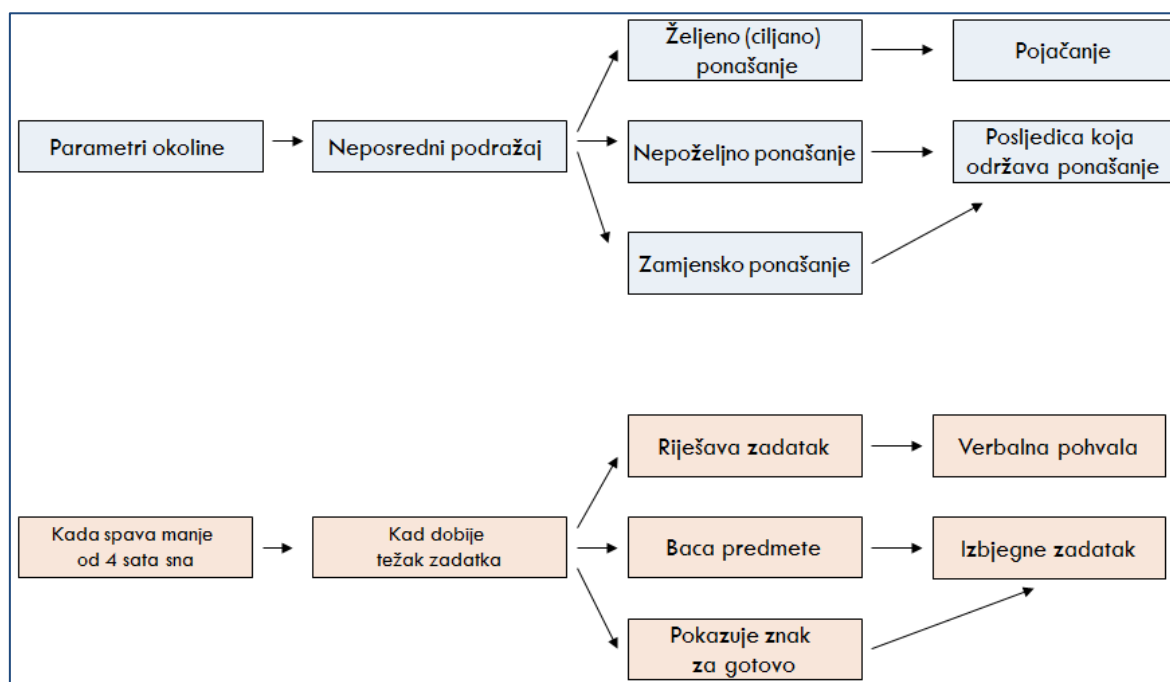 Željeno (ciljano)
ponašanje
Pojačanje
Parametri okoline
Neposredni podražaj
Nepoželjno ponašanje
Posljedica koja
održava ponašanje
Zamjensko ponašanje
Riješava zadatak
Verbalna pohvala
Kada spava manje
od 4 sata sna
Kad dobije
težak zadatka
Baca predmete
Izbjegne zadatak
Pokazuje znak
za gotovo